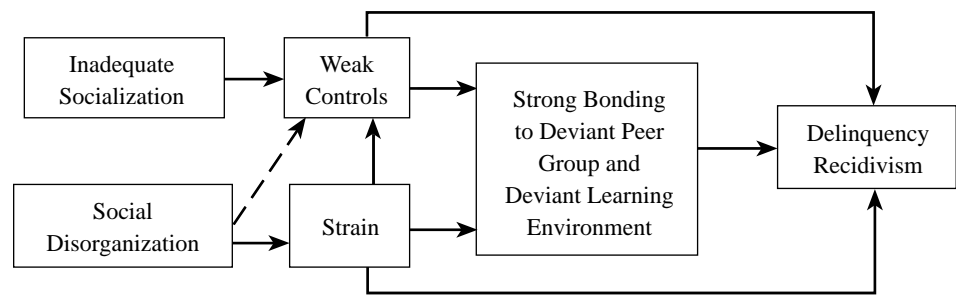 Inadequate
Socialization
Weak
Controls
Strong Bonding
to Deviant Peer
Group and
Deviant Learning
Environment
Delinquency
Recidivism
Social
Disorganization
Strain